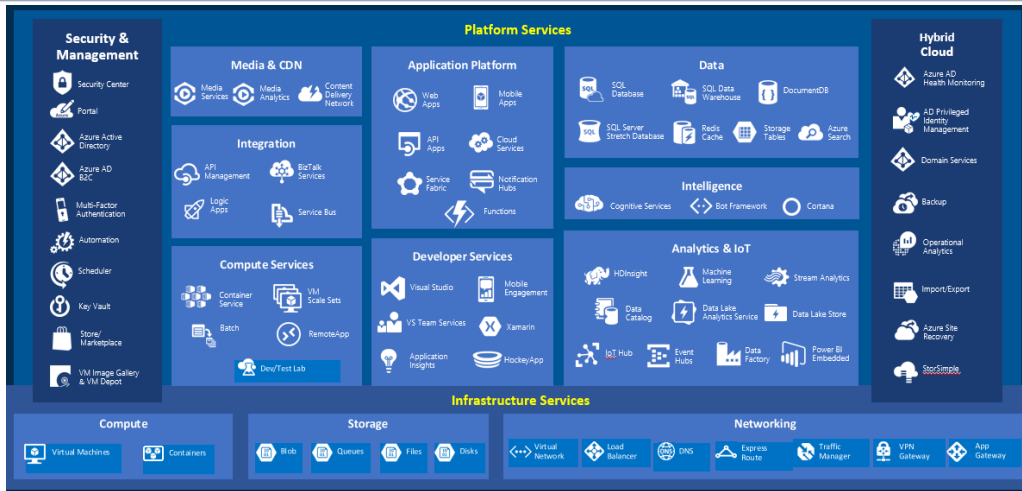 Platform Services
Security &
Management
Security Center
Portal
Azure Active
Directory
Azure AD
B2C
Multi-Factor
Authentication
Automation
Scheduler
Key Vault
Store/
Marketplace
VM Image Gallery
& VM Depot
Media & CDN
Media
Services
Media
Analytics
Content
Delivery
Network
Integration
API
Management
BizTalk
Services
Logic
Apps
Service Bus
Compute Services
Container
Service
VM
Scale Sets
Batch
RemoteApp
Dev/Test Lab
Application Platform
Web
Apps
Mobile
Apps
API
Apps
Cloud
Services
Service
Fabric
Notification
Hubs
Functions
Developer Services
Visual Studio
Mobile
Engagement
VS Team Services
Xamarin
Application
Insights
HockeyApp
Data
SQL
SQL
Database
SQL Data
Warehouse
DocumentDB
SQL
SQL Server
Stretch Database
Redis
Cache
Storage
Tables
Azure
Search
Intelligence
Cognitive Services
Bot Framework
Cortana
Analytics & IoT
HDInsight
Machine
Learning
Stream Analytics
Data
Catalog
Data Lake
Analytics Service
Data Lake Store
IoT Hub
Event
Hubs
Data
Factory
Power BI
Embedded
Hybrid
Cloud
Azure AD
Health Monitoring
AD Privileged
Identity
Management
Domain Services
Backup
Operational
Analytics
Import/Export
Azure Site
Recovery
StorSimple
Infrastructure Services
Compute
Virtual Machines
Containers
Storage
Blob
Queues
Files
Disks
Networking
Virtual
Network
Load
Balancer
DNS
DNS
Express
Route
Traffic
Manager
VPN
Gateway
App
Gateway